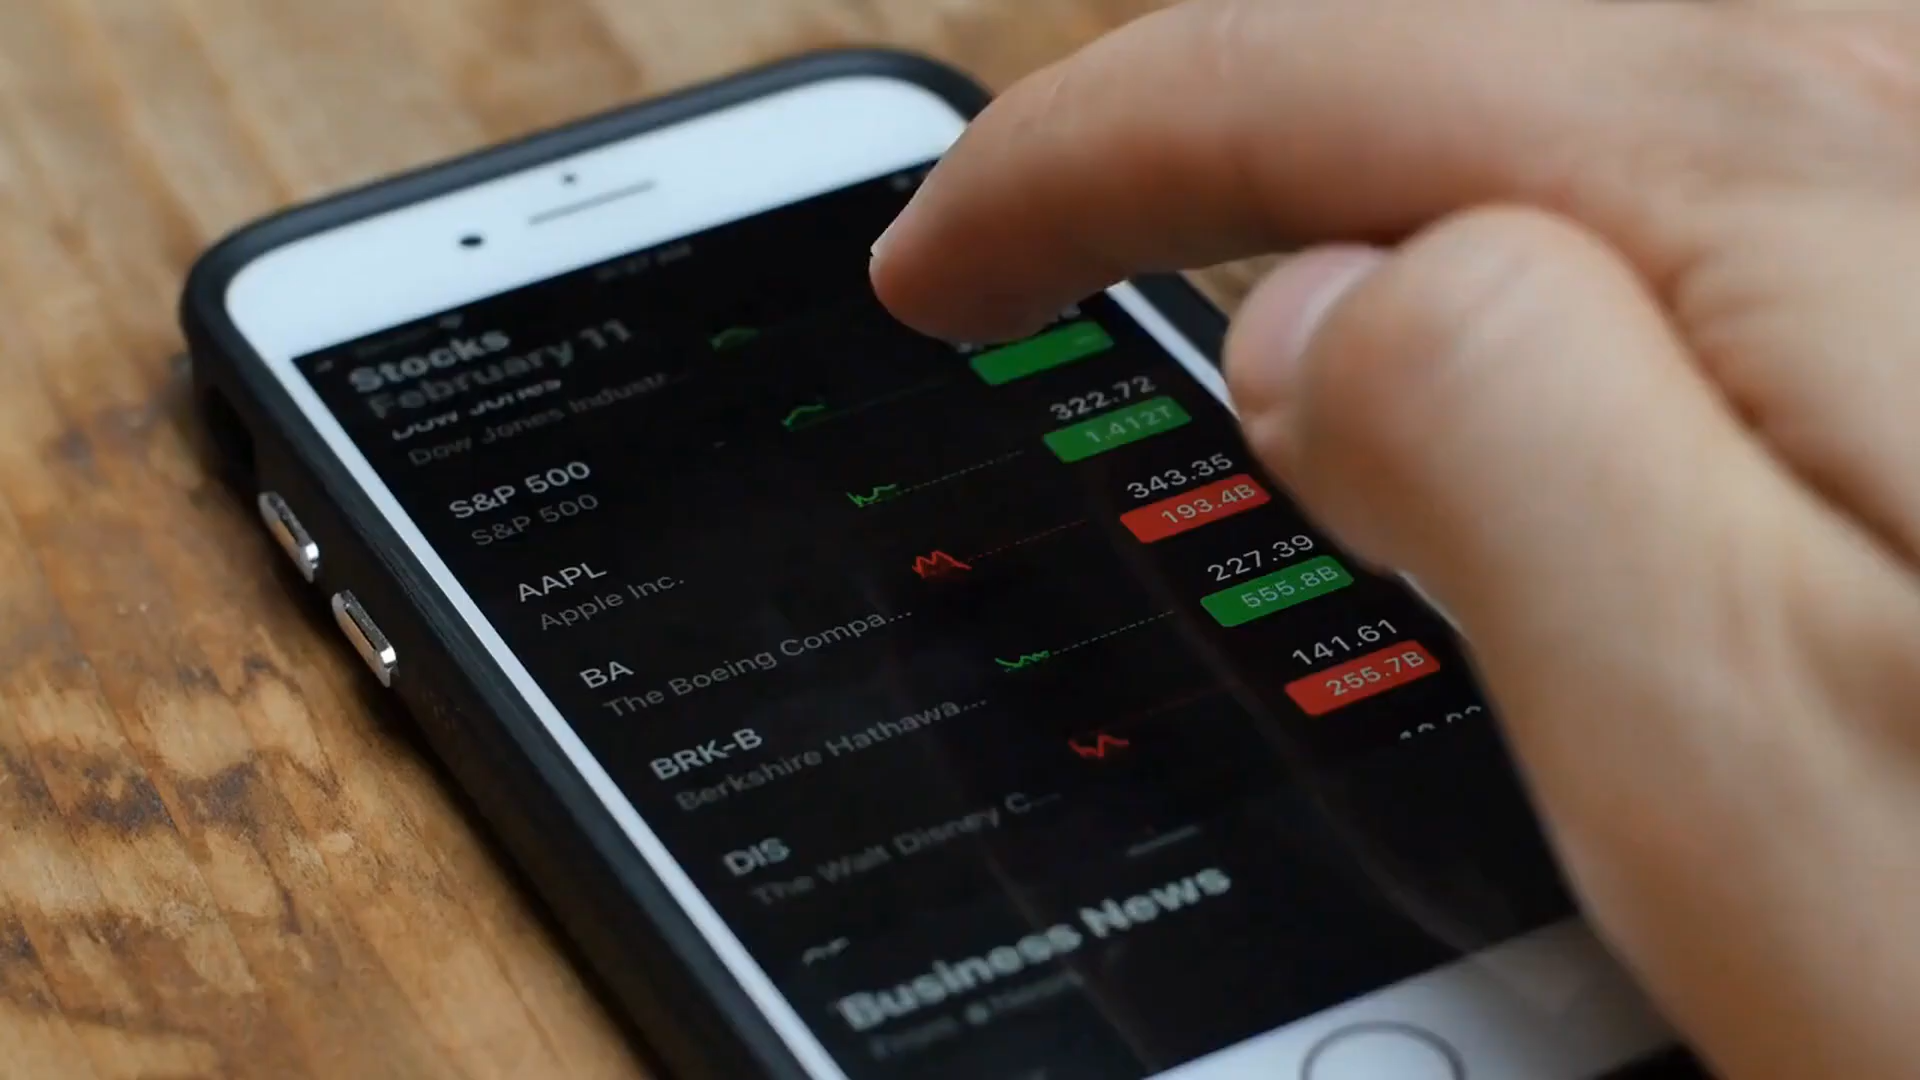 Stocks
February 11
Dow Jones
Dow Jones Industr...
S&P 500
S&P 500
322.72
1.412T
AAPL
Apple Inc.
343.35
193.4B
BA
The Boeing Compa...
227.39
555.8B
BRK-B
Berkshire Hathawa...
141.61
255.7B
DIS
The Walt Disney C...
Business News